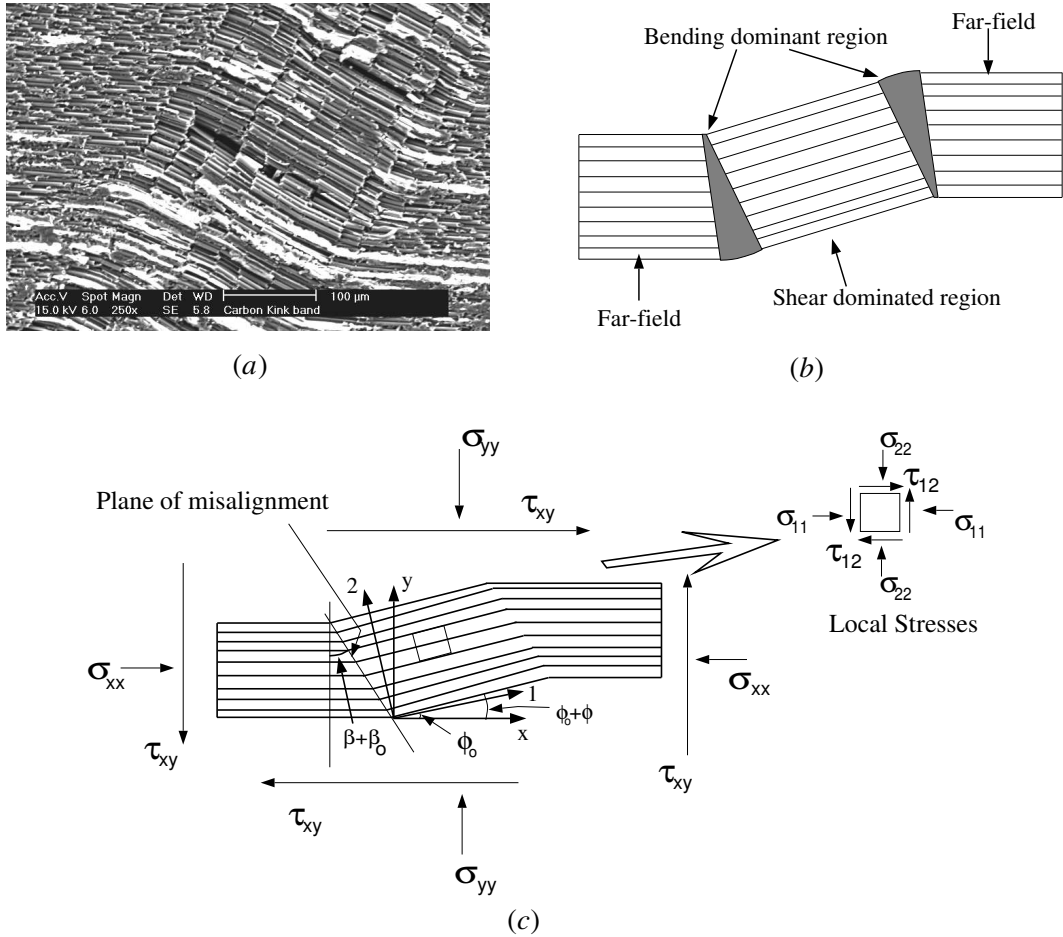 Acc.V Spot Magn Det WD 100 µm
15.0 kV 6.0 250x SE 5.8 Carbon Kink band
(a)
Bending dominant region
Far-field
Far-field
Shear dominated region
(b)
σyy
Plane of misalignment
τxy
σxx
τxy
2
y
1
x
β+βo
ϕo
ϕo+ϕ
τxy
σyy
σxx
τxy
σ22
τ12
σ11
σ11
τ12
σ22
Local Stresses
(c)